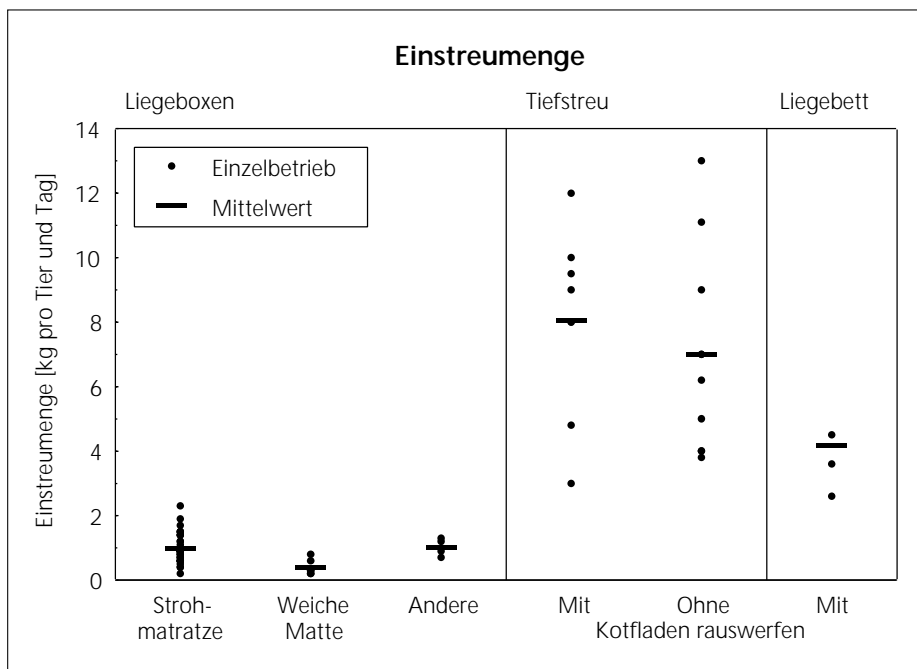 Einstreumenge
Liegeboxen Tiefstreu Liegebett
Einstreumenge [kg pro Tier und Tag]
14
12
10
8
6
4
2
0
Einzelbetrieb
Mittelwert
Stroh- Weiche Andere Mit Ohne Mit
matratze Matte Kotfladen rauswerfen